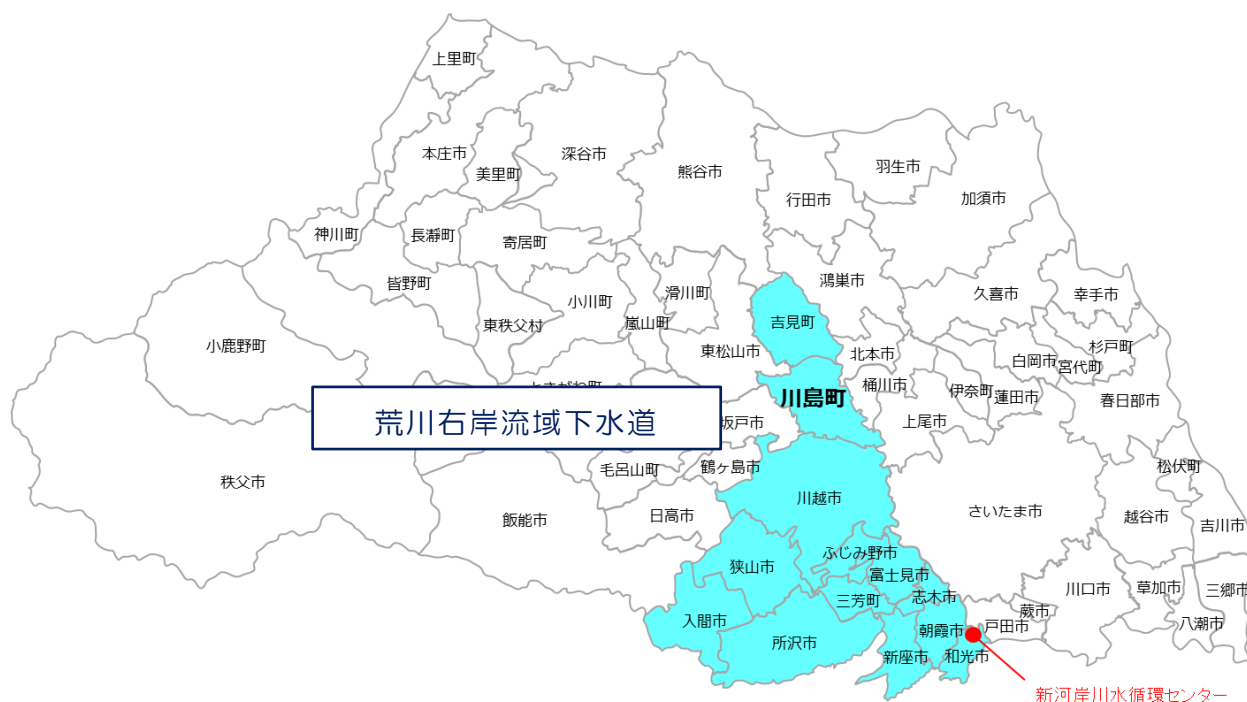 上里町
本庄市
美里町
深谷市
熊谷市
行田市
羽生市
加須市
神川町
長瀞町
寄居町
皆野町
小川町
東秩父村
嵐山町
滑川町
鴻巣市
久喜市
幸手市
吉見町
小鹿野町
東松山市
北本市
白岡市
宮代町
杉戸町
桶川市
伊奈町
蓮田市
川島町
春日部市
荒川右岸流域下水道
坂戸市
上尾市
毛呂山町
鶴ヶ島市
松伏町
秩父市
川越市
さいたま市
飯能市
日高市
越谷市
吉川市
ふじみ野市
狭山市
富士見市
川口市
草加市
三郷市
三芳町
志木市
蕨市
入間市
所沢市
朝霞市
戸田市
八潮市
新座市
和光市
新河岸川水循環センター